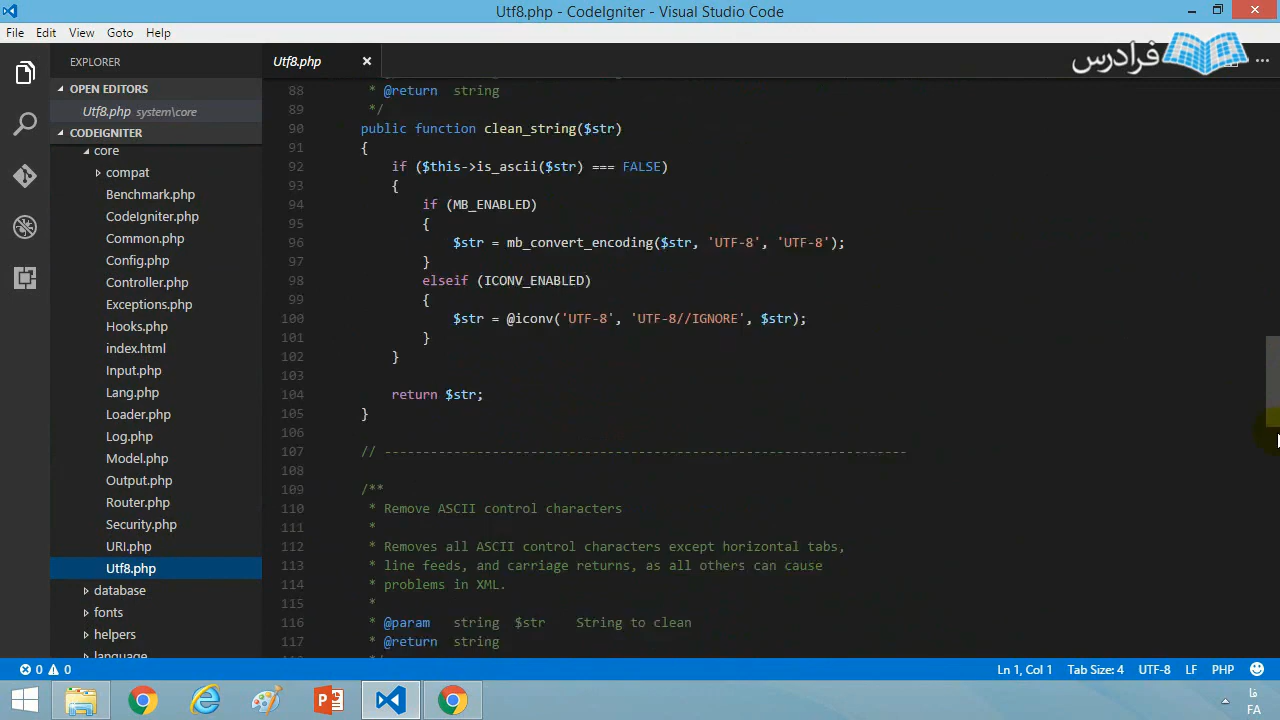 Utf8.php - CodeIgniter - Visual Studio Code
File Edit View Goto Help
فرادرس
EXPLORER
OPEN EDITORS
Utf8.php system\core
CODEIGNITER
core
compat
Benchmark.php
CodeIgniter.php
Common.php
Config.php
Controller.php
Exceptions.php
Hooks.php
index.html
Input.php
Lang.php
Loader.php
Log.php
Model.php
Output.php
Router.php
Security.php
URI.php
Utf8.php
database
fonts
helpers
language
Utf8.php
88 * @return string
89 */
90 public function clean_string($str)
91 {
92 if ($this->is_ascii($str) === FALSE)
93 {
94 if (MB_ENABLED)
95 {
96 $str = mb_convert_encoding($str, 'UTF-8', 'UTF-8');
97 }
98 elseif (ICONV_ENABLED)
99 {
100 $str = @iconv('UTF-8', 'UTF-8//IGNORE', $str);
101 }
102 }
103
104 return $str;
105 }
106
107 // --------------------------------------------------------------------
108
109 /**
110 * Remove ASCII control characters
111 *
112 * Removes all ASCII control characters except horizontal tabs,
113 * line feeds, and carriage returns, as all others can cause
114 * problems in XML.
115 *
116 * @param string $str String to clean
117 * @return string
0 0
Ln 1, Col 1 Tab Size: 4 UTF-8 LF PHP
فا
FA